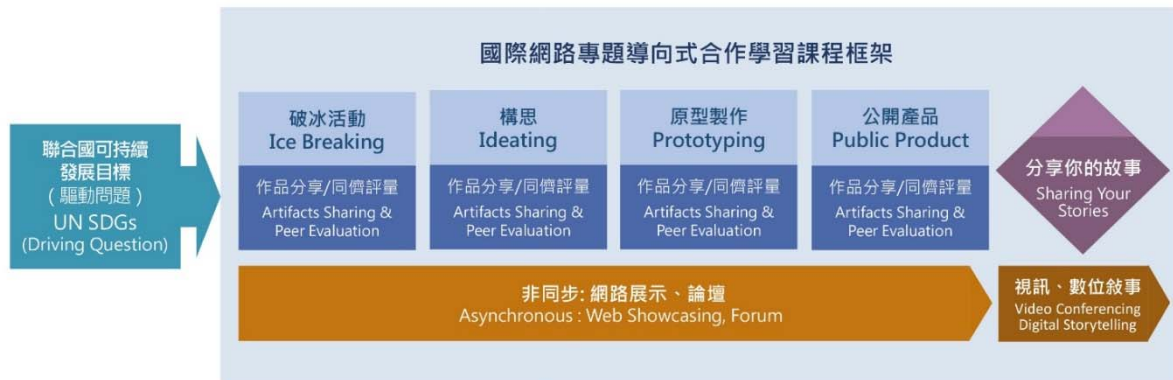 國際網路專題導向式合作學習課程框架
聯合國可持續
發展目標
（驅動問題）
UN SDGs
(Driving Question)
破冰活動
Ice Breaking
作品分享/同儕評量
Artifacts Sharing &
Peer Evaluation
構思
Ideating
作品分享/同儕評量
Artifacts Sharing &
Peer Evaluation
原型製作
Prototyping
作品分享/同儕評量
Artifacts Sharing &
Peer Evaluation
公開產品
Public Product
作品分享/同儕評量
Artifacts Sharing &
Peer Evaluation
分享你的故事
Sharing Your
Stories
非同步: 網路展示、論壇
Asynchronous : Web Showcasing, Forum
視訊、數位敘事
Video Conferencing
Digital Storytelling